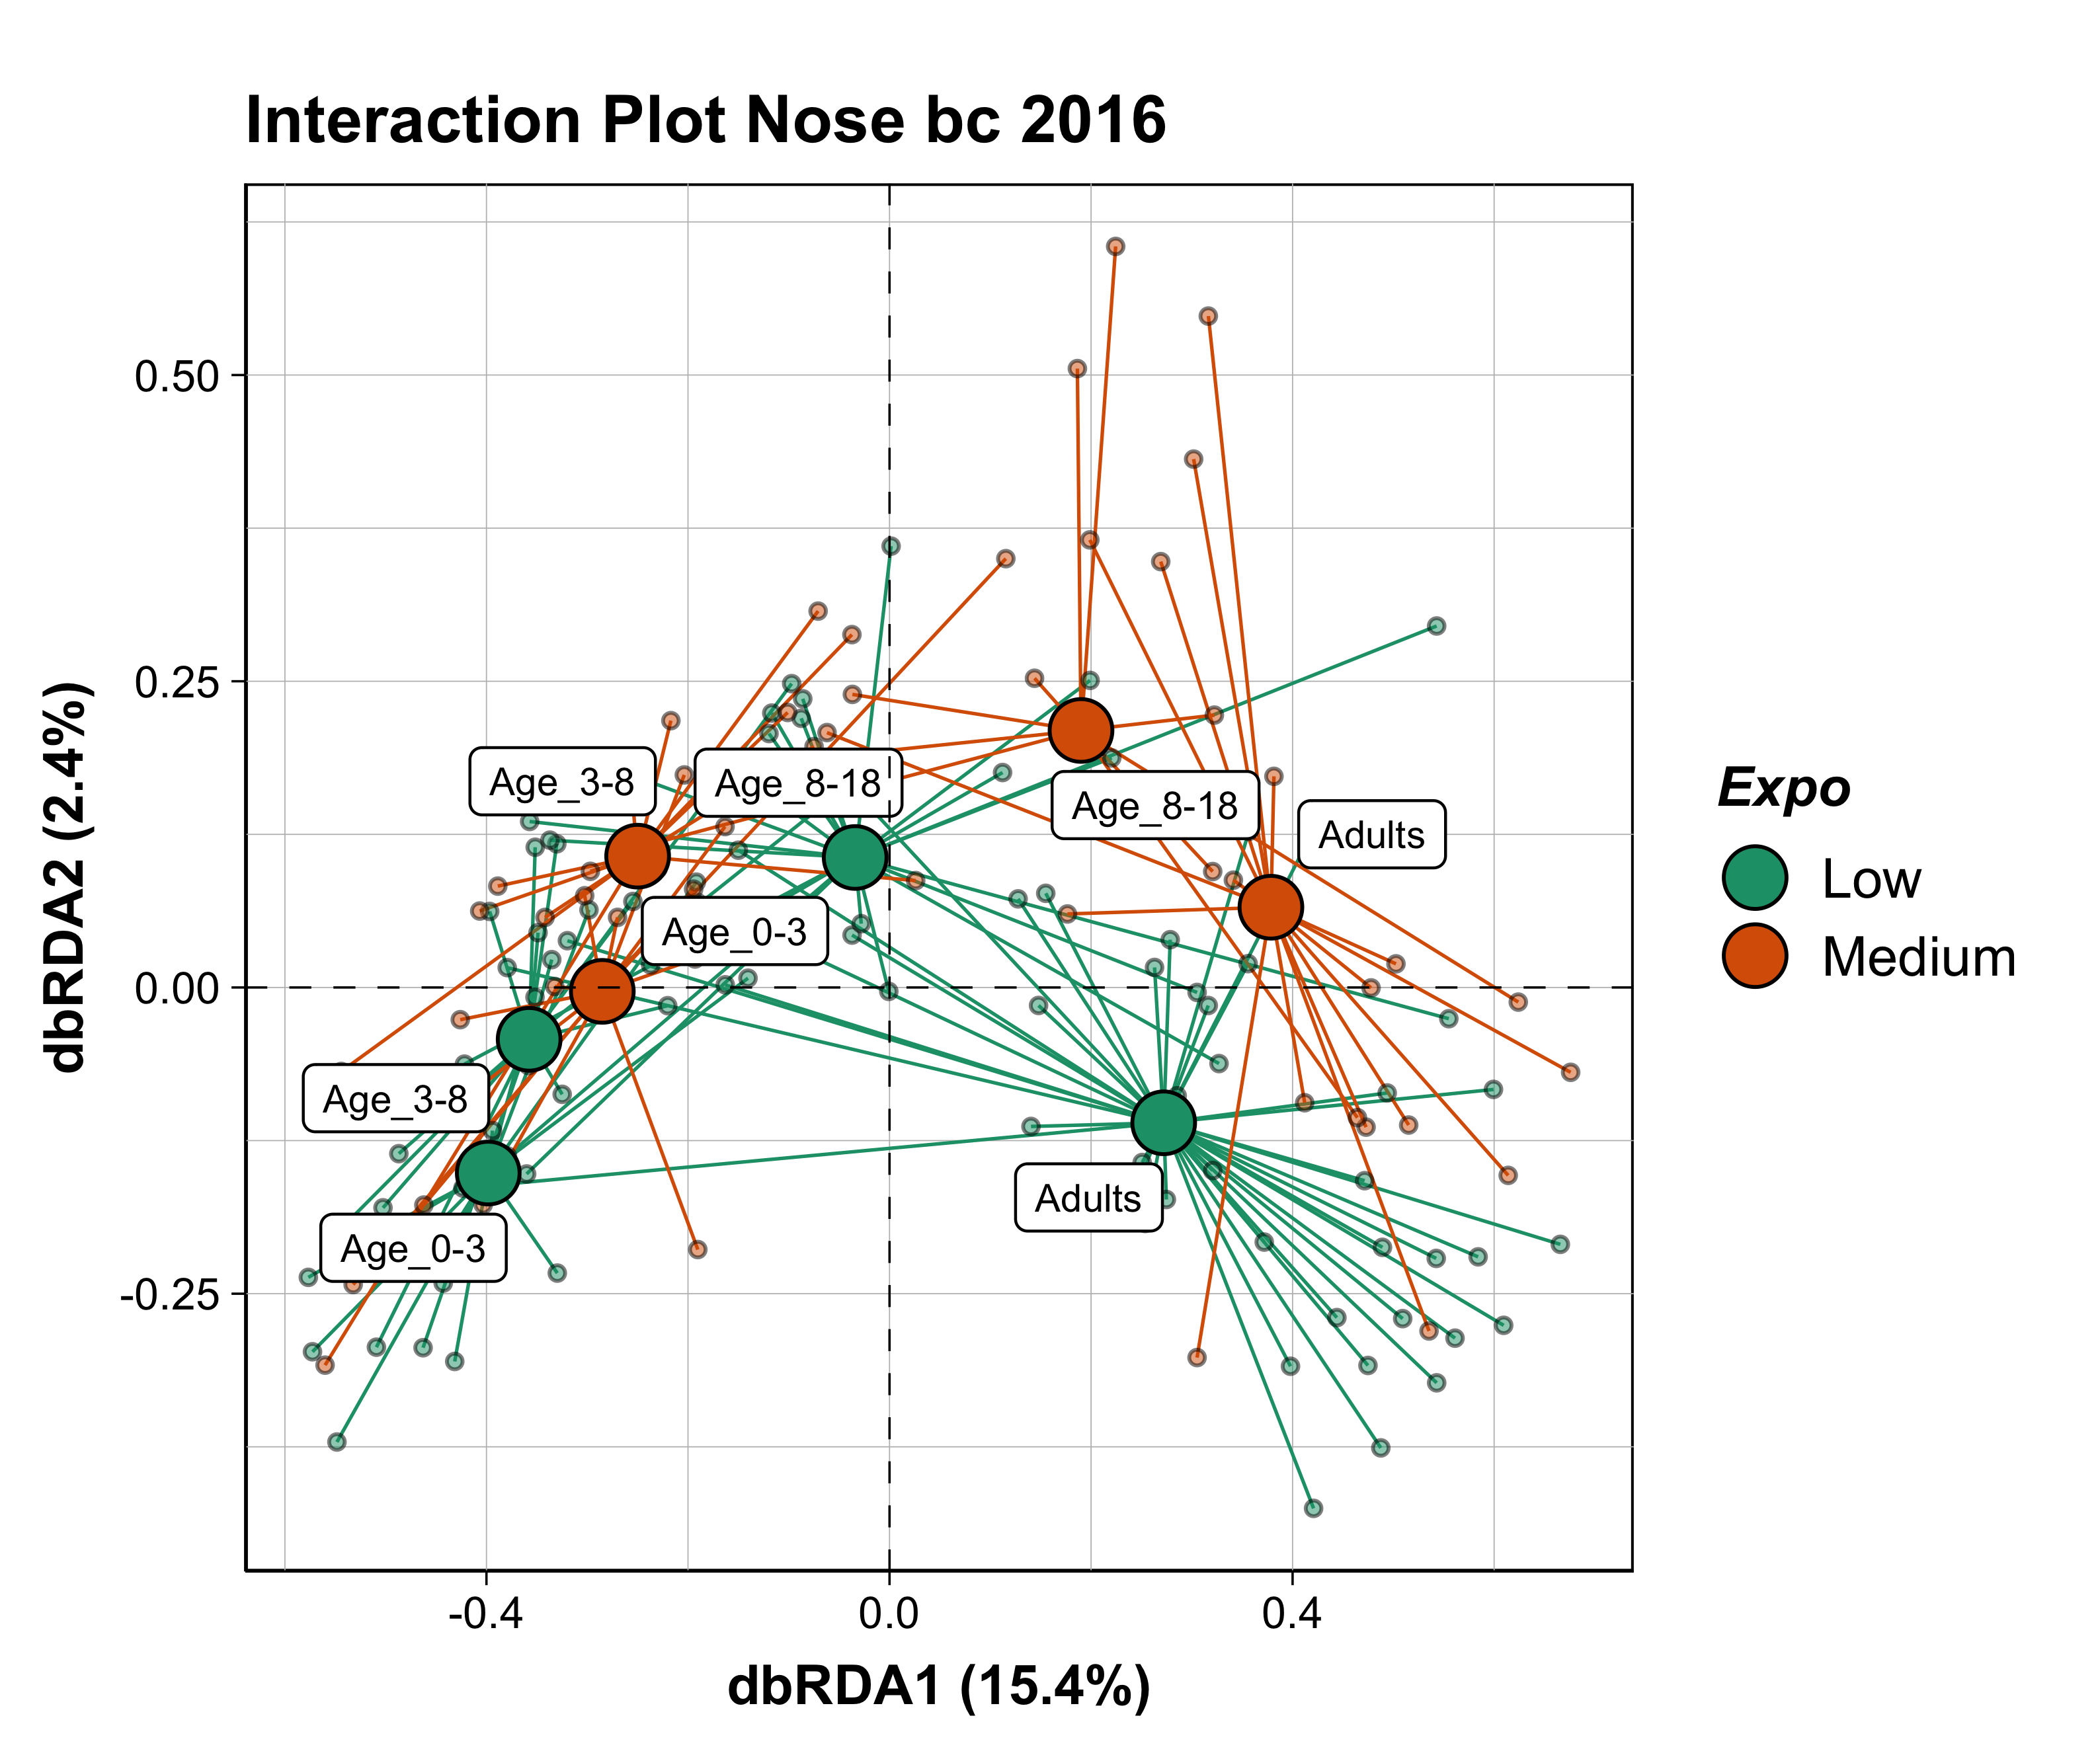 Interaction Plot Nose bc 2016
dbRDA2 (2.4%)
0.50
0.25
0.00
-0.25
Age_3-8
Age_8-18
Age_8-18
Adults
Age_0-3
Age_3-8
Adults
Age_0-3
-0.4
0.0
0.4
dbRDA1 (15.4%)
Expo
Low
Medium